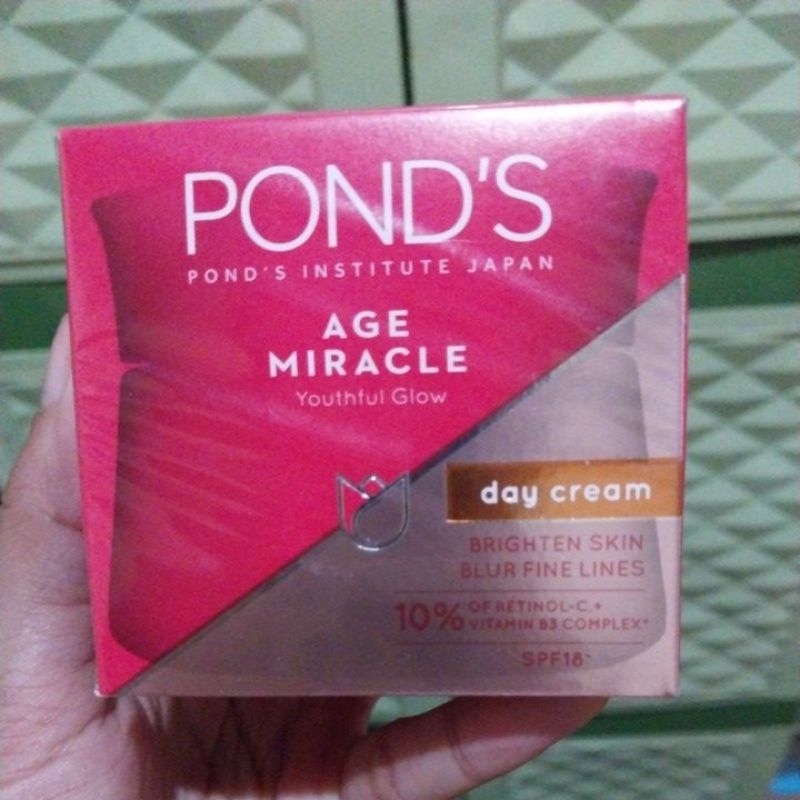 POND'S
POND'S INSTITUTE JAPAN
AGE
MIRACLE
Youthful Glow
day cream
BRIGHTEN SKIN
BLUR FINE LINES
10% OF RETINOL-C,+
VITAMIN B3 COMPLEX+
SPF18